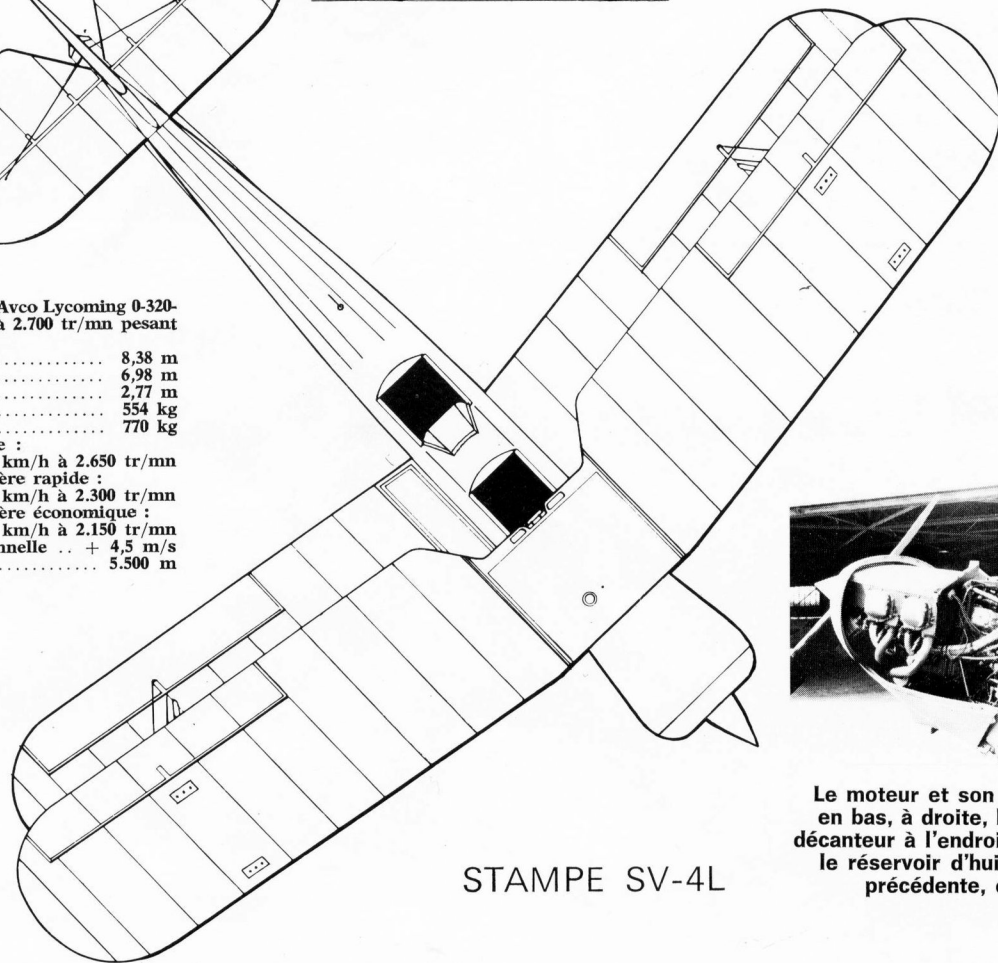 Avco Lycoming 0-320-
à 2.700 tr/mn pesant
8,38 m
6,98 m
2,77 m
554 kg
770 kg
e :
km/h à 2.650 tr/mn
ère rapide :
km/h à 2.300 tr/mn
ère économique :
km/h à 2.150 tr/mn
nnelle .. + 4,5 m/s
5.500 m
Le moteur et son
en bas, à droite, l
décanteur à l'endroi
le réservoir d'hui
précédente, c
STAMPE SV-4L